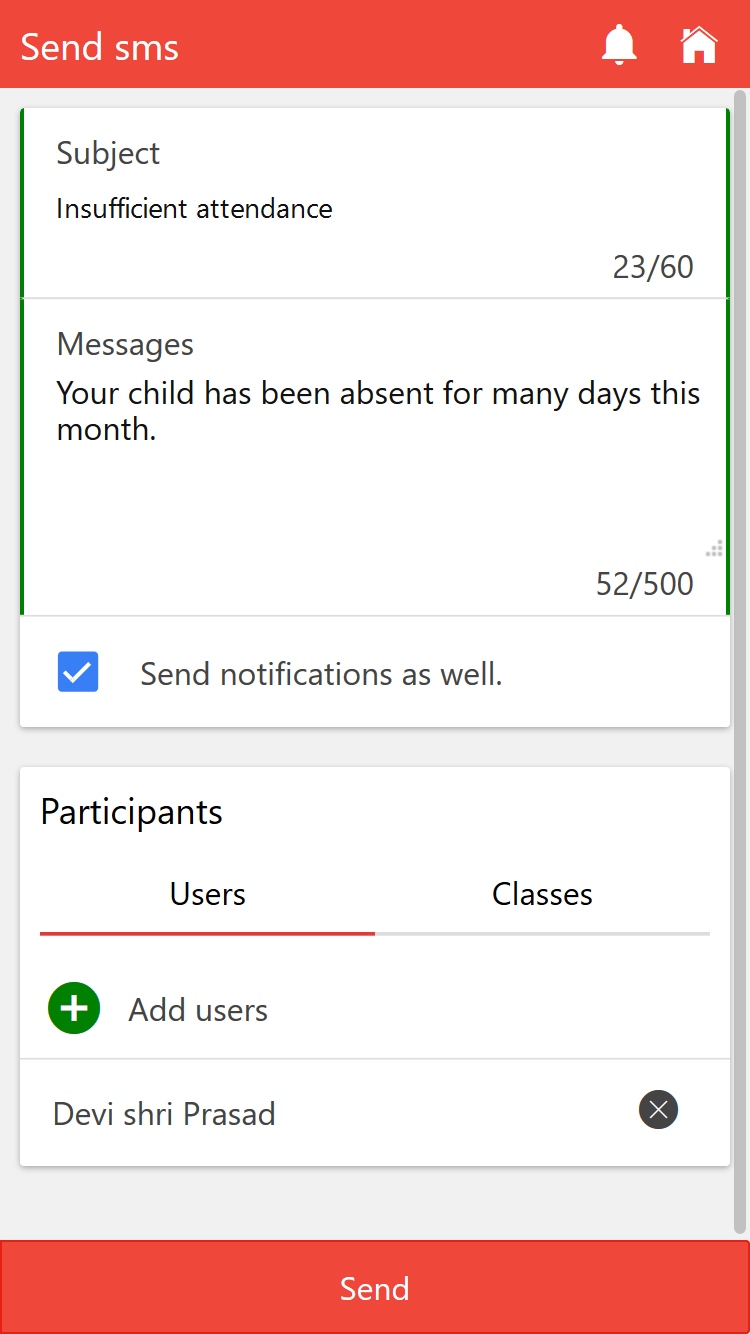 Send sms
Subject
Insufficient attendance
23/60
Messages
Your child has been absent for many days this
month.
52/500
Send notifications as well.
Participants
Users Classes
Add users
Devi shri Prasad
Send